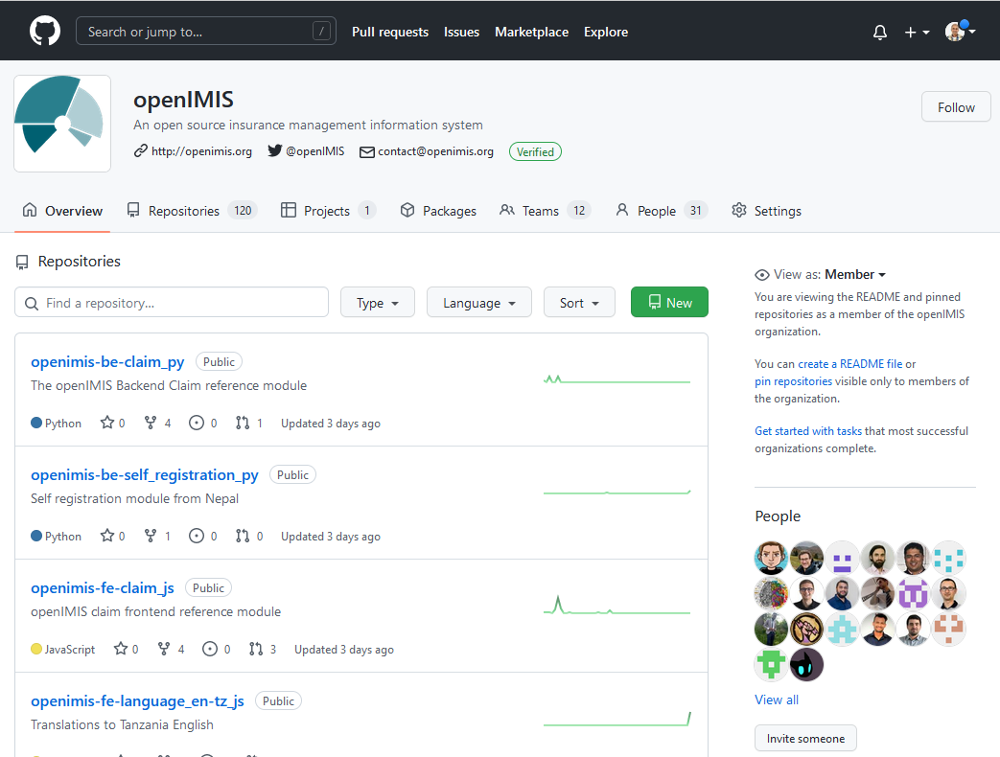 Search or jump to... / Pull requests Issues Marketplace Explore
openIMIS
Follow
An open source insurance management information system
http://openimis.org @openIMIS contact@openimis.org Verified
Overview Repositories 120 Projects 1 Packages Teams 12 People 31 Settings
Repositories
Find a repository... Type Language Sort New
openimis-be-claim_py Public
The openIMIS Backend Claim reference module
Python 0 4 0 1 Updated 3 days ago
openimis-be-self_registration_py Public
Self registration module from Nepal
Python 0 1 0 0 Updated 3 days ago
openimis-fe-claim_js Public
openIMIS claim frontend reference module
JavaScript 0 4 0 3 Updated 3 days ago
openimis-fe-language_en-tz_js Public
Translations to Tanzania English
View as: Member
You are viewing the README and pinned
repositories as a member of the openIMIS
organization.
You can create a README file or
pin repositories visible only to members of
the organization.
Get started with tasks that most successful
organizations complete.
People
View all
Invite someone